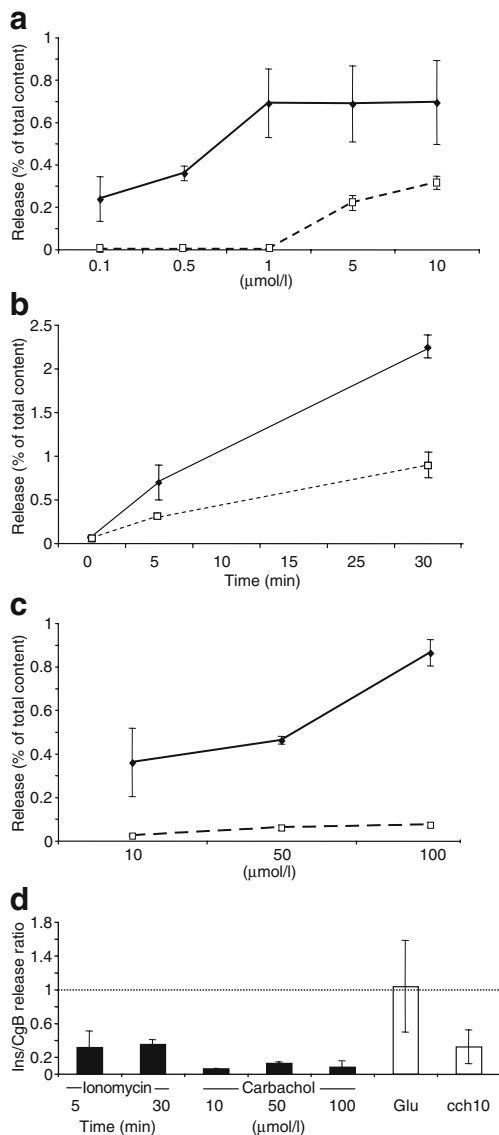 a
Release (% of total content)
1
0.8
0.6
0.4
0.2
0
0.1 0.5 1 5 10
(μmol/l)
b
Release (% of total content)
2.5
2
1.5
1
0.5
0
0 5 10 15 25 30
Time (min)
c
Release (% of total content)
1
0.8
0.6
0.4
0.2
0
10 50 100
(μmol/l)
d
Ins/CgB release ratio
1.8
1.4
1
0.6
0.2
0
Ionomycin Carbachol
5 30 10 50 100 Glu cch10
Time (min) (μmol/l)